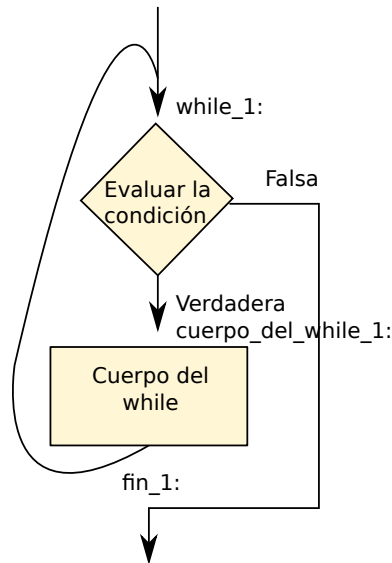 while_1:
Evaluar la
condición
Falsa
Verdadera
cuerpo_del_while_1:
Cuerpo del
while
fin_1: